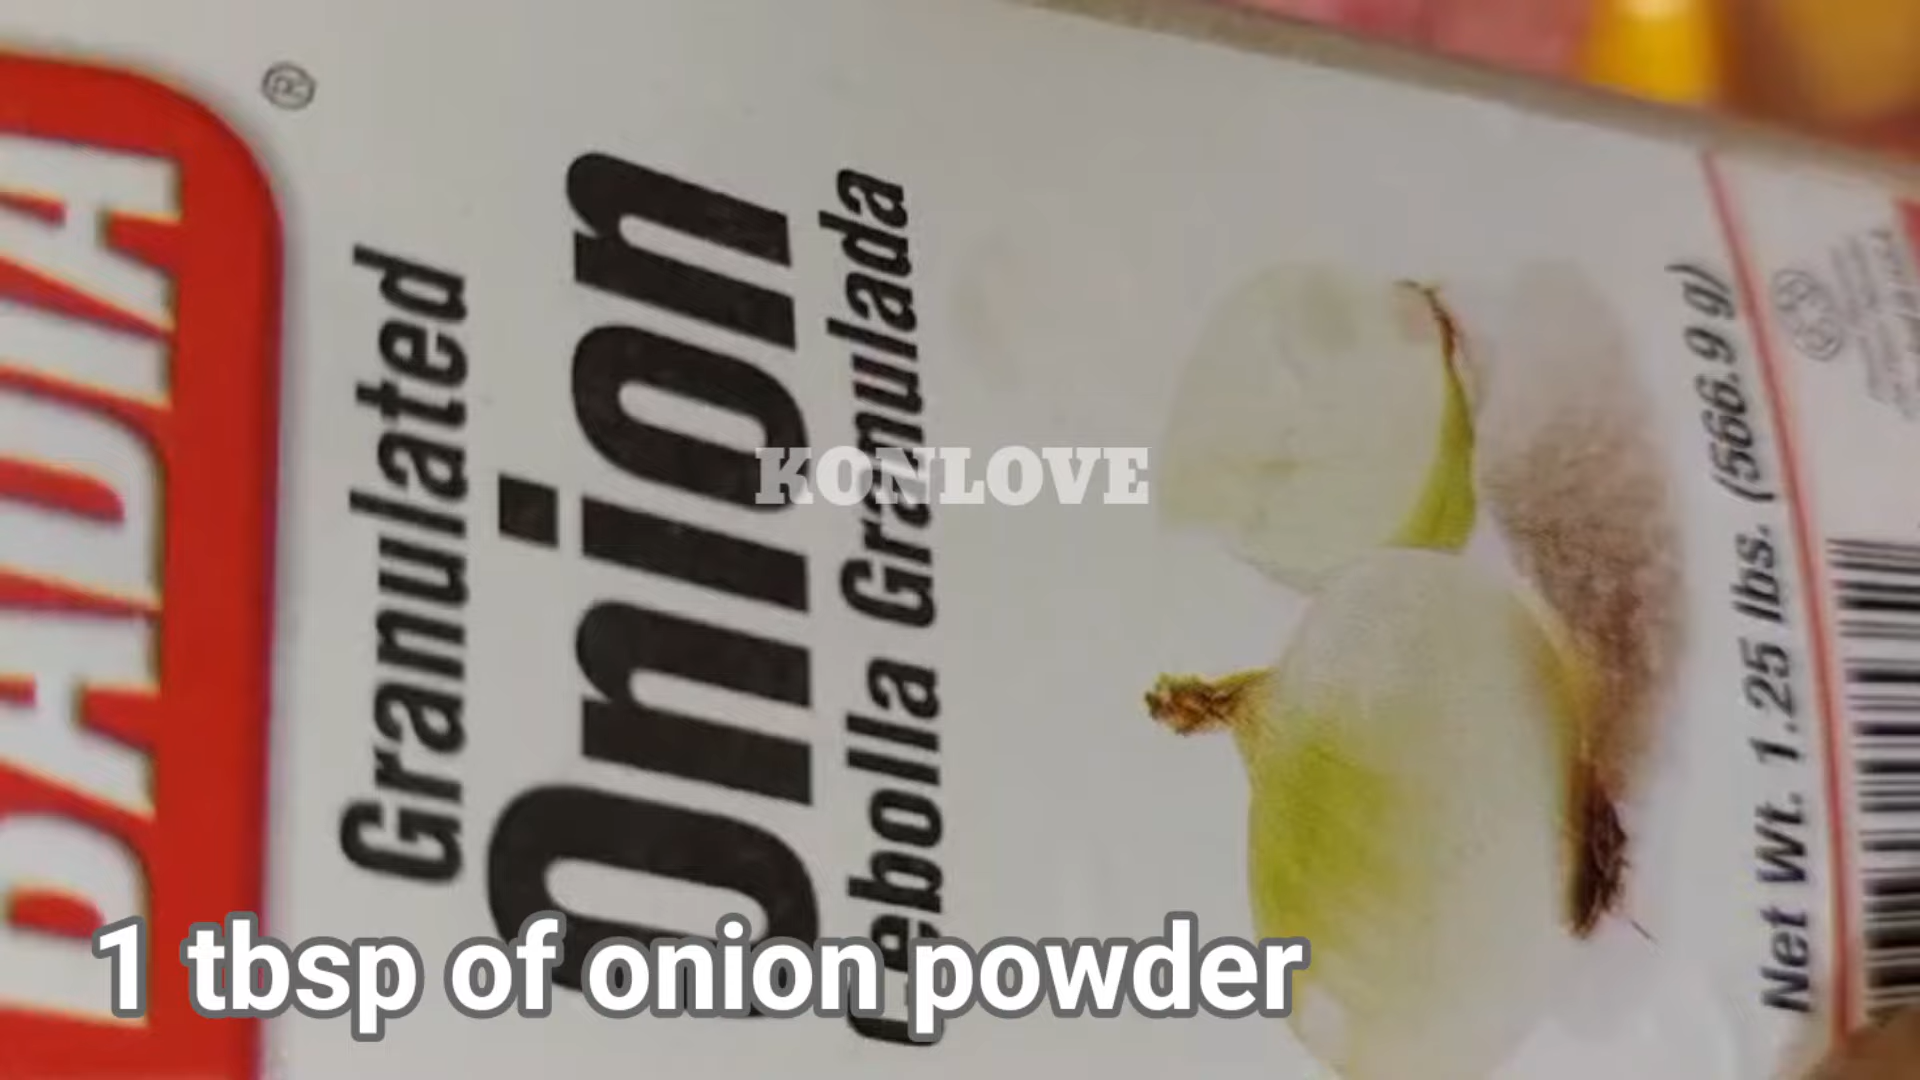 BADIA
®
Granulated
Onion
Cebolla Granulada
KONLOVE
Net Wt. 1.25 lbs. (566.9 g)
1 tbsp of onion powder